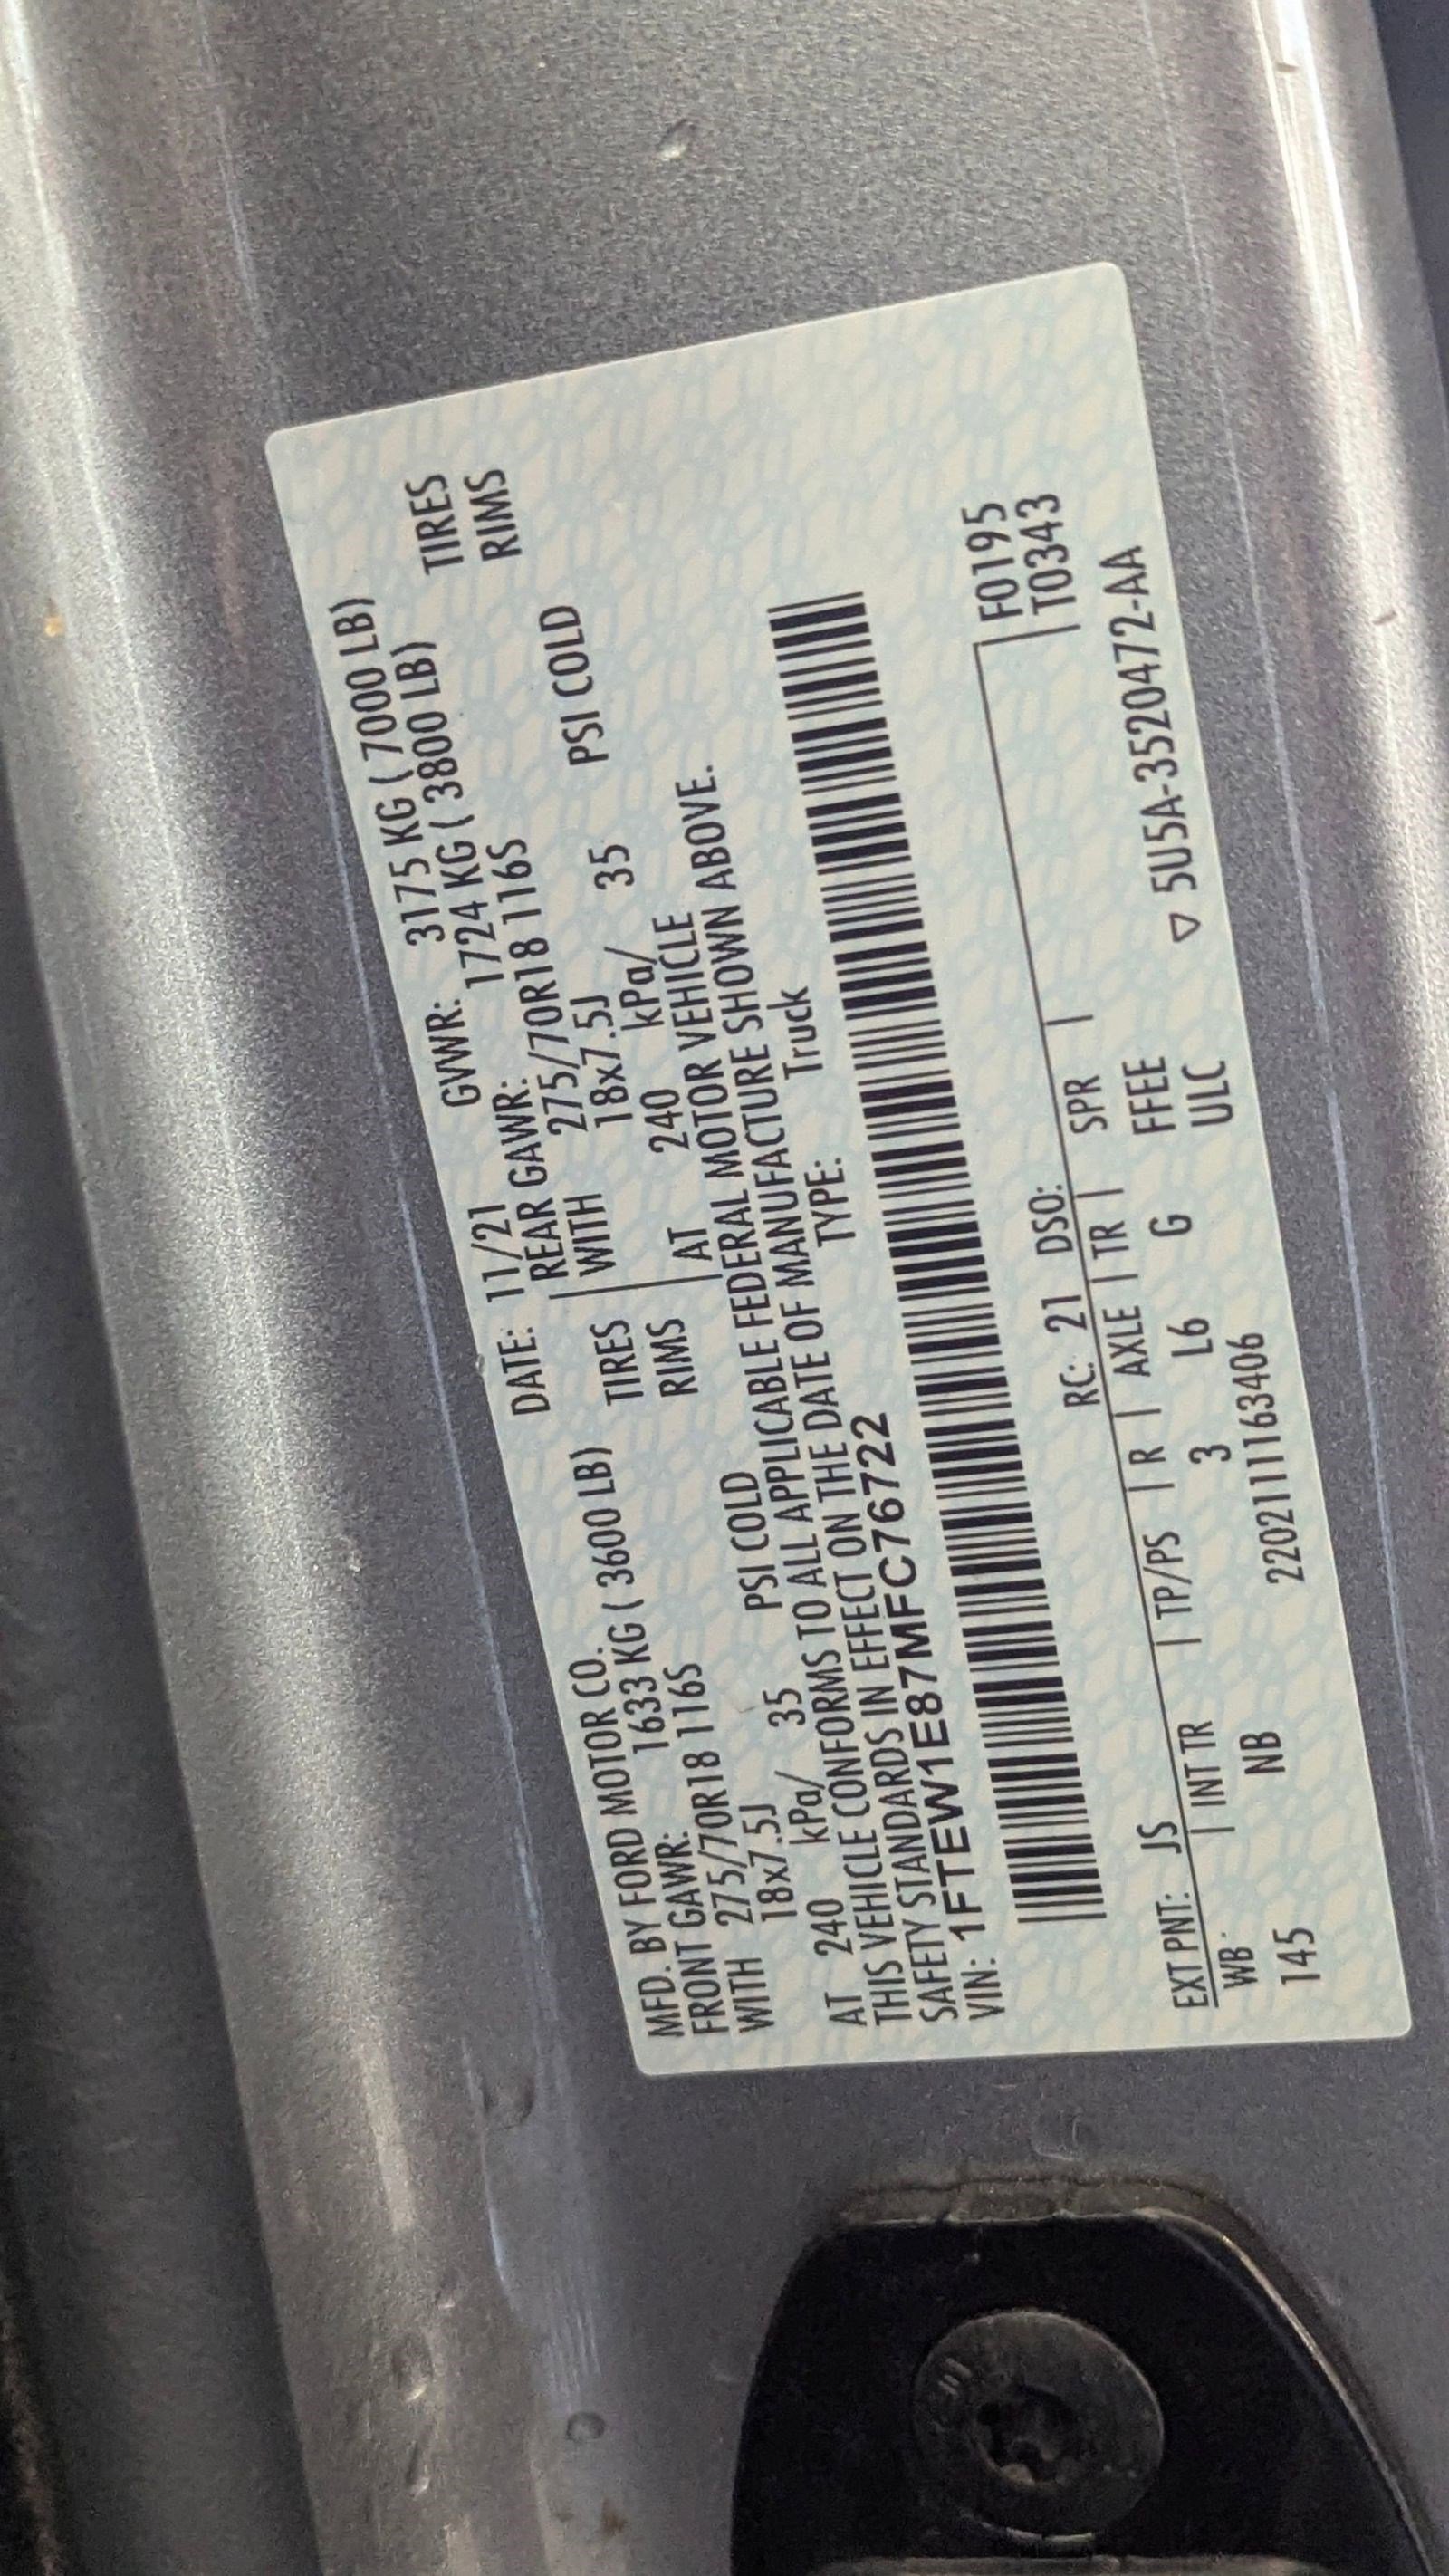 MFD. BY FORD MOTOR CO. DATE: 11/21 GVWR: 3175 KG ( 7000 LB)
FRONT GAWR: 1633 KG ( 3600 LB) REAR GAWR: 1724 KG ( 3800 LB)
WITH 275/70R18 116S TIRES WITH 275/70R18 116S TIRES
18x7.5J RIMS 18x7.5J RIMS
AT 240 kPa/ 35 PSI COLD AT 240 kPa/ 35 PSI COLD
THIS VEHICLE CONFORMS TO ALL APPLICABLE FEDERAL MOTOR VEHICLE
SAFETY STANDARDS IN EFFECT ON THE DATE OF MANUFACTURE SHOWN ABOVE.
VIN: 1FTEW1E87MFC76722 TYPE: Truck
F0195
EXT PNT: JS RC: 21 DSO: T0343
WB INT TR TP/PS R AXLE TR SPR
145 NB 3 L6 G FFEE
ULC
22021111163406 ▽ 5U5A-3520472-AA